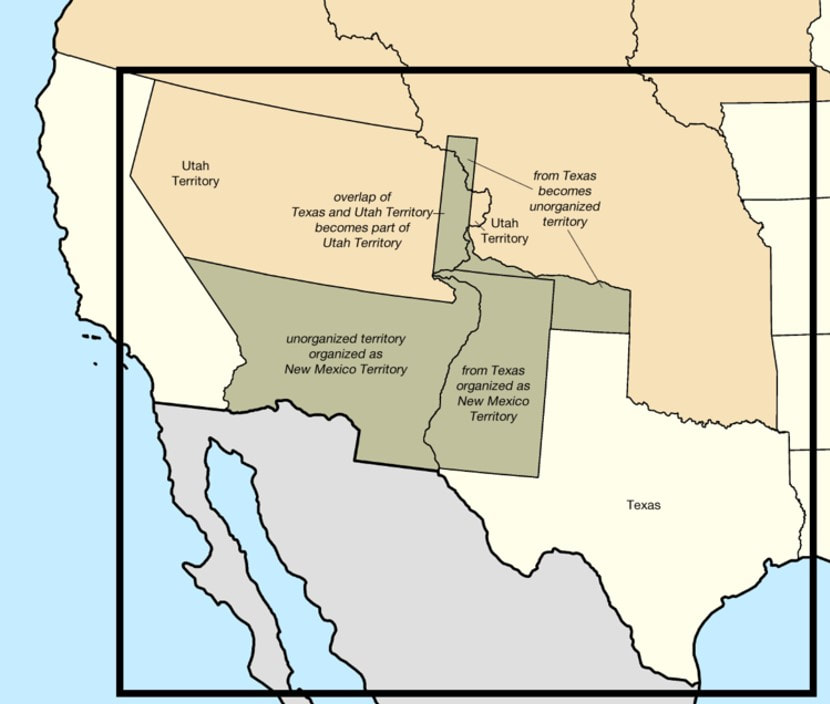 Utah
Territory
overlap of
Texas and Utah Territory
becomes part of
Utah Territory
from Texas
becomes
unorganized
territory
Utah
Territory
unorganized territory
organized as
New Mexico Territory
from Texas
organized as
New Mexico
Territory
Texas